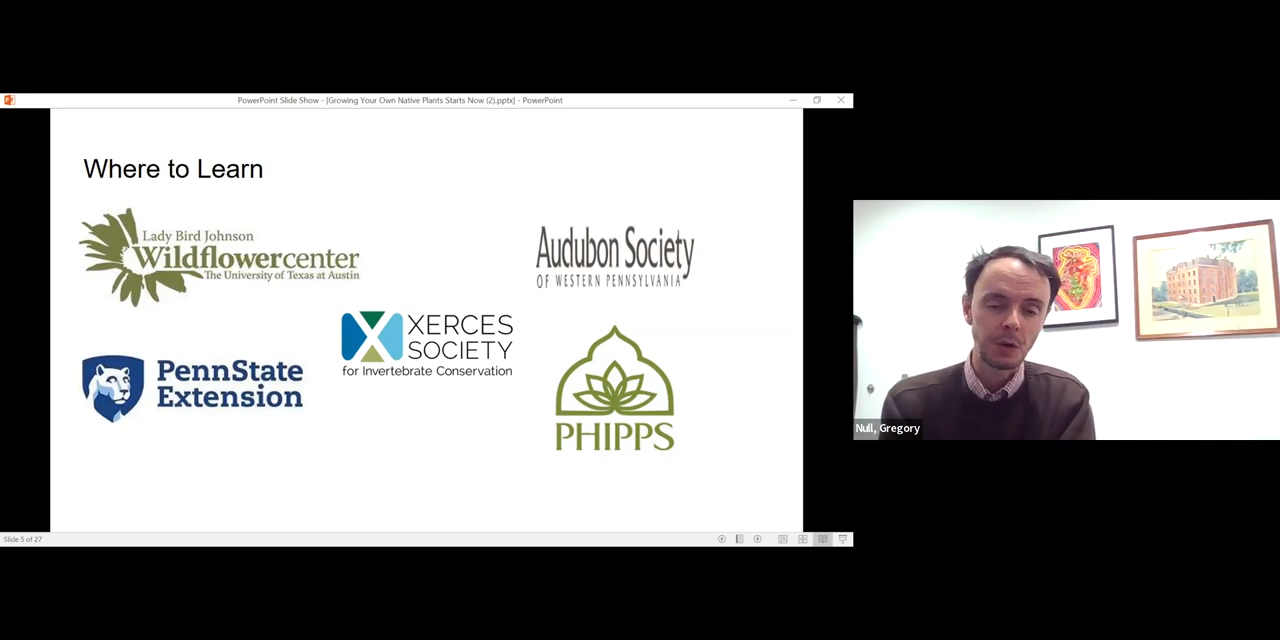 PowerPoint Slide Show - [Growing Your Own Native Plants Starts Now (2).pptx] - PowerPoint
Where to Learn
Lady Bird Johnson
Wildflowercenter
The University of Texas at Austin
Audubon Society
OF WESTERN PENNSYLVANIA
XERCES
SOCIETY
for Invertebrate Conservation
PennState
Extension
PHIPPS
Null, Gregory
Slide 5 of 27